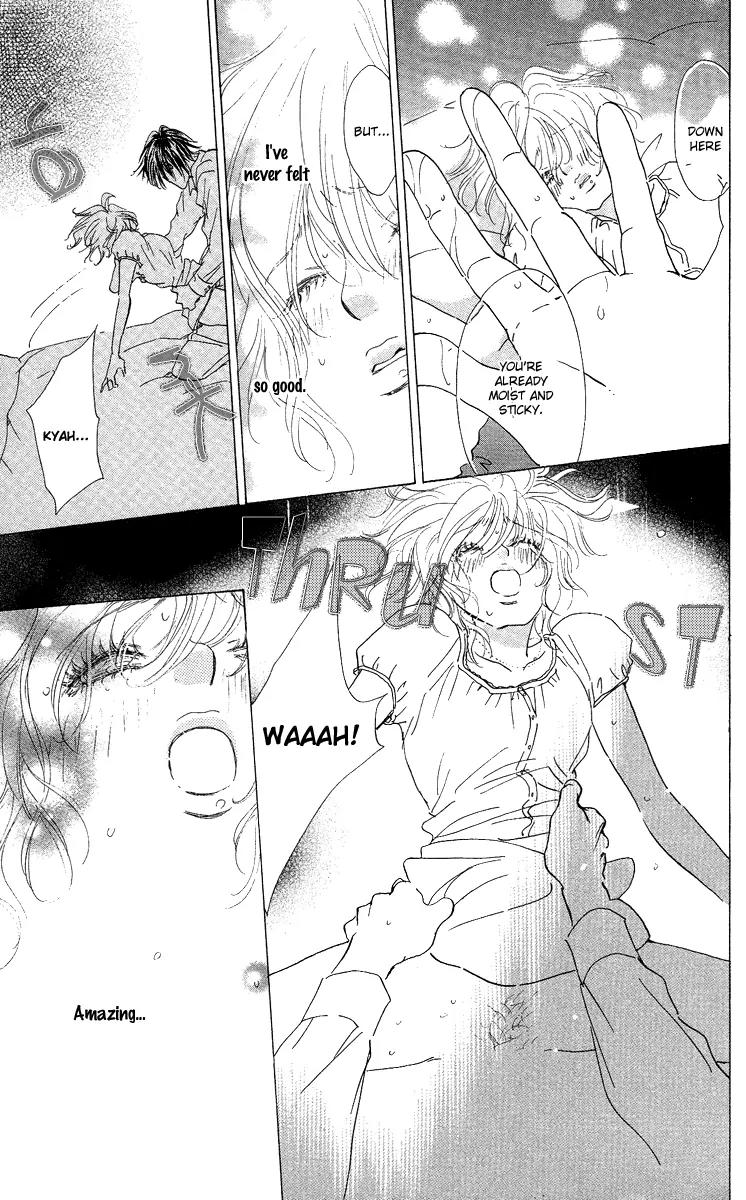 DOWN
HERE
YOU'RE
ALREADY
MOIST AND
STICKY.
BUT...
I've
never felt
so good.
KYAH...
THRUST
WAAAH!
Amazing...